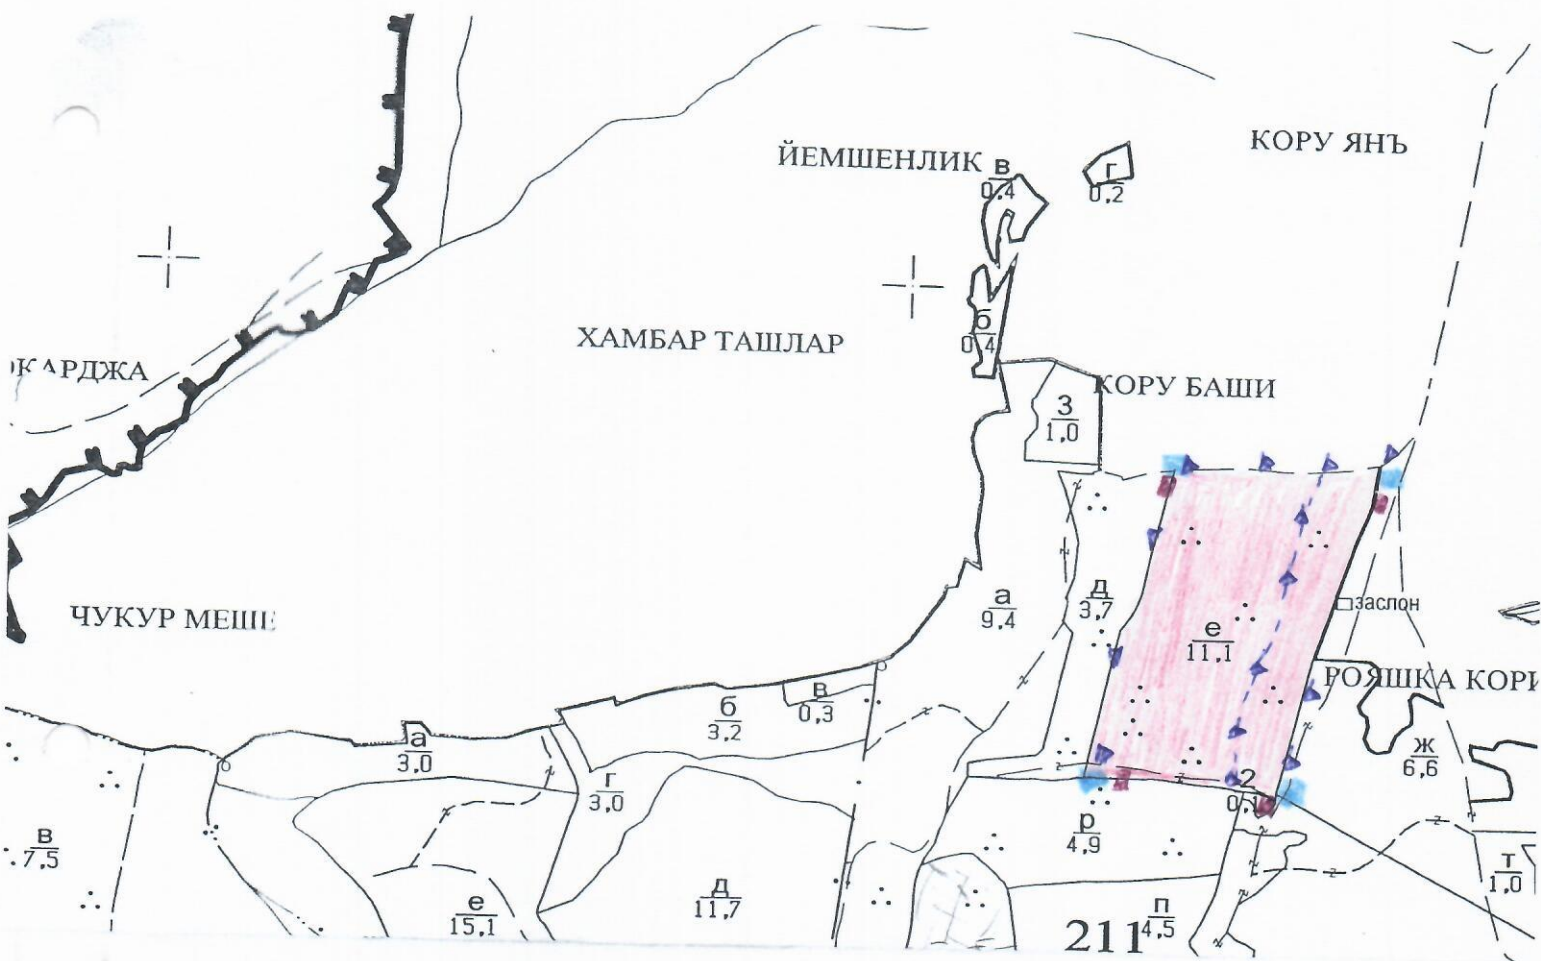 КОРУ ЯНЪ
ЙЕМШЕНЛИК
в
0,4
г
0,2
ХАМБАР ТАШЛАР
б
0,4
КАРДЖА
КОРУ БАШИ
З
1,0
а
9,4
д
3,7
е
11,1
заслон
ЧУКУР МЕШЕ
РОЯШКА КОРИ
б
3,2
в
0,3
а
3,0
г
3,0
ж
6,6
2
0,1
в
7,5
р
4,9
т
1,0
е
15,1
д
11,7
211
п
4,5